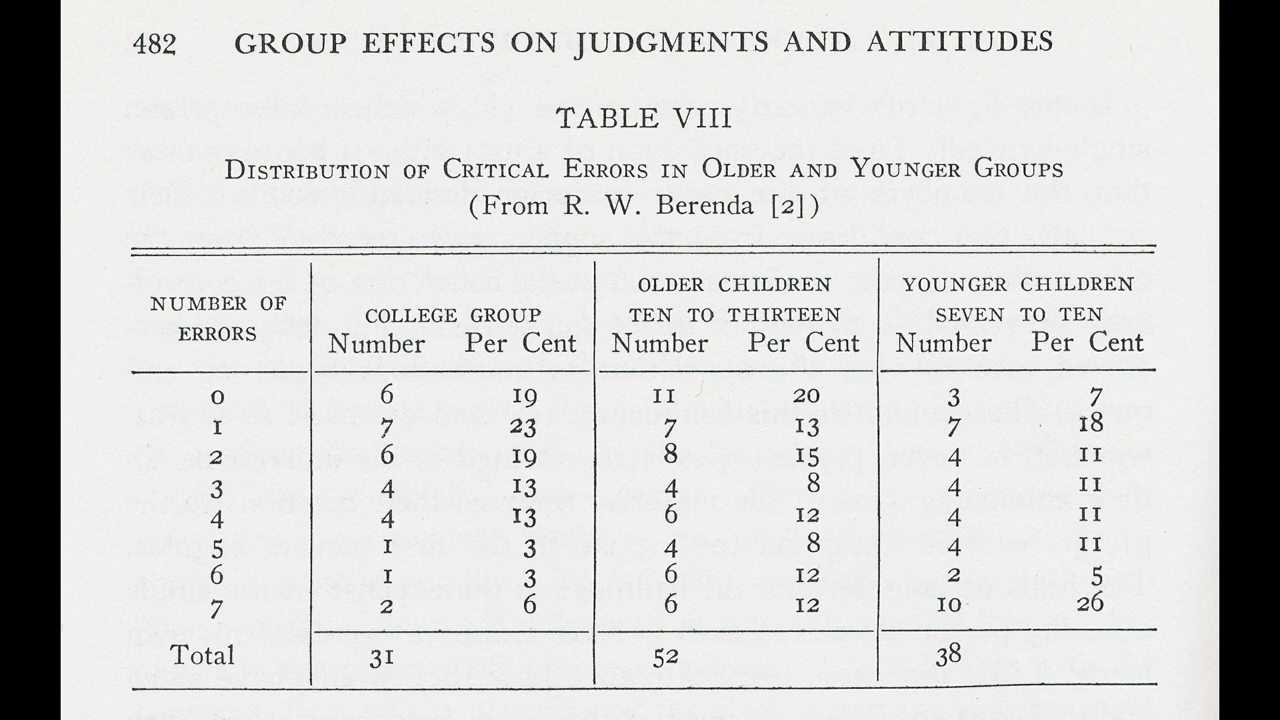 482 GROUP EFFECTS ON JUDGMENTS AND ATTITUDES
TABLE VIII
Distribution of Critical Errors in Older and Younger Groups
(From R. W. Berenda [2])
NUMBER OF ERRORS | COLLEGE GROUP | OLDER CHILDREN TEN TO THIRTEEN | YOUNGER CHILDREN SEVEN TO TEN
Number Per Cent Number Per Cent Number Per Cent
0 6 19 11 20 3 7
1 7 23 7 13 7 18
2 6 19 8 15 4 11
3 4 13 4 8 4 11
4 4 13 6 12 4 11
5 1 3 4 8 4 11
6 1 3 6 12 2 5
7 2 6 6 12 10 26
Total 31 52 38